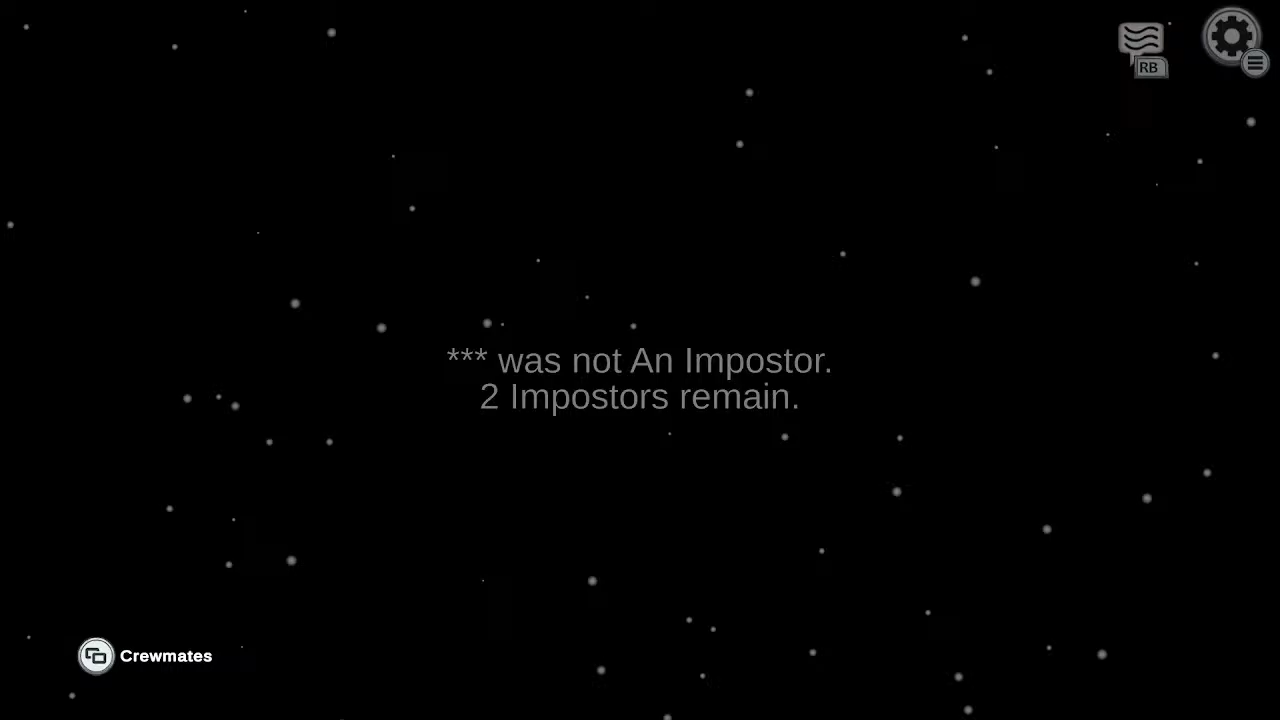 RB
*** was not An Impostor.
2 Impostors remain.
Crewmates